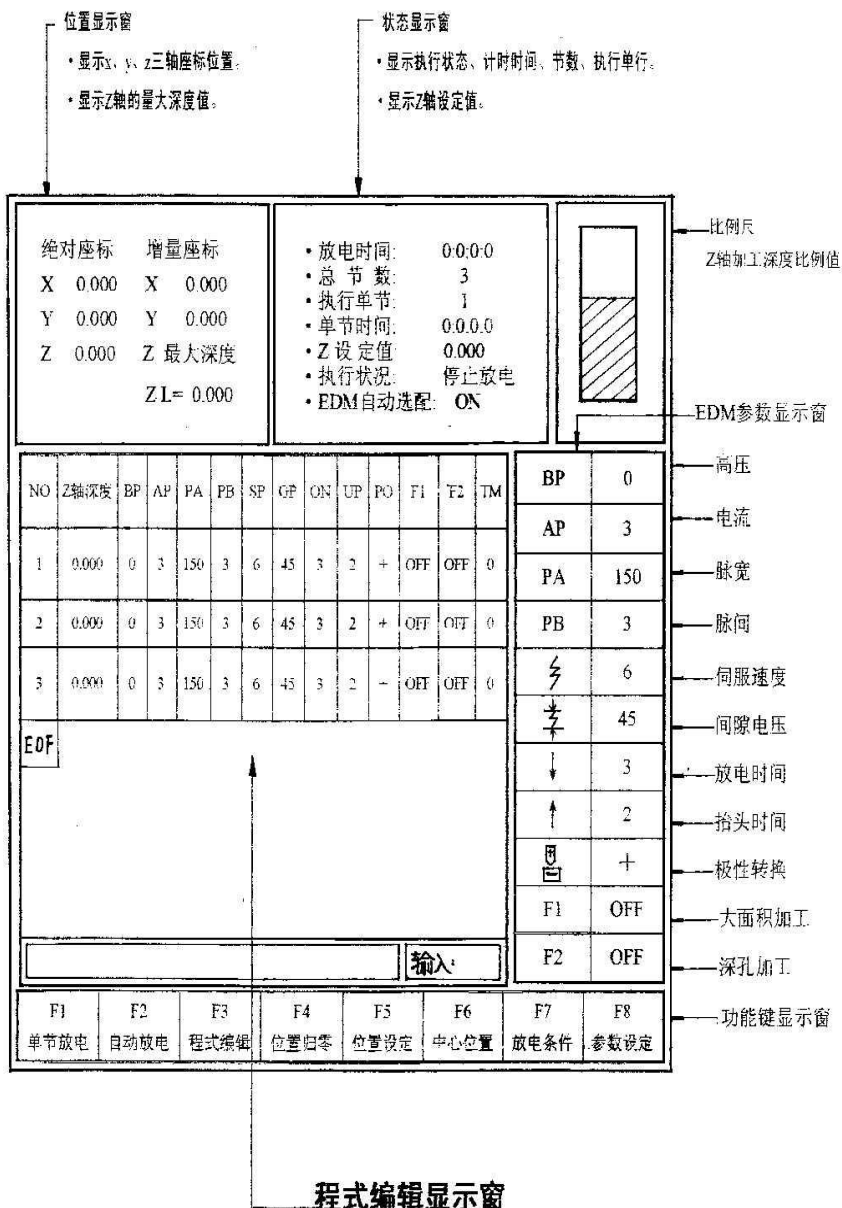 位置显示窗
·显示x、y、z三轴座标位置。
·显示Z轴的量大深度值。
状态显示窗
·显示执行状态、计时时间、节数、执行单行。
·显示Z轴设定值。
绝对座标 增量座标
X 0.000 X 0.000
Y 0.000 Y 0.000
Z 0.000 Z 最大深度
ZL= 0.000
·放电时间: 0:0:0:0
·总节数: 3
·执行单节: 1
·单节时间: 0:0.0.0
·Z设定值: 0.000
·执行状况: 停止放电
·EDM自动选配: ON
比例尺
Z轴加工深度比例值
EDM参数显示窗
NO Z轴深度 BP AP PA PB SP GP ON UP PO F1 F2 TM
1 0.000 0 3 150 3 6 45 3 2 + OFF OFF 0
2 0.000 0 3 150 3 6 45 3 2 + OFF OFF 0
3 0.000 0 3 150 3 6 45 3 2 - OFF OFF 0
EOF
BP 0 高压
AP 3 电流
PA 150 脉宽
PB 3 脉间
6 伺服速度
45 间隙电压
3 放电时间
2 抬头时间
+ 极性转换
F1 OFF 大面积加工
F2 OFF 深孔加工
输入:
F1 F2 F3 F4 F5 F6 F7 F8
单节放电 自动放电 程式编辑 位置归零 位置设定 中心位置 放电条件 参数设定
功能键显示窗
程式编辑显示窗